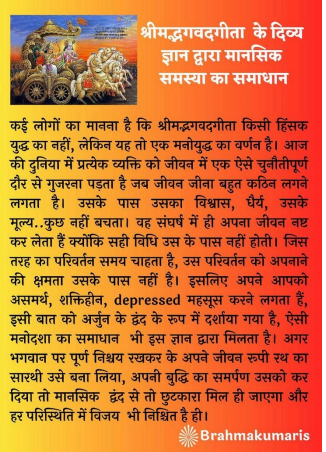 श्रीमद्भगवदगीता के दिव्य
ज्ञान द्वारा मानसिक
समस्या का समाधान
कई लोगों का मानना है कि श्रीमद्भगवदगीता किसी हिंसक
युद्ध का नहीं, लेकिन यह तो एक मनोयुद्ध का वर्णन है। आज
की दुनिया में प्रत्येक व्यक्ति को जीवन में एक ऐसे चुनौतीपूर्ण
दौर से गुजरना पड़ता है जब जीवन जीना बहुत कठिन लगने
लगता है। उसके पास उसका विश्वास, धैर्य, उसके
मूल्य..कुछ नहीं बचता। वह संघर्ष में ही अपना जीवन नष्ट
कर लेता हैं क्योंकि सही विधि उस के पास नहीं होती। जिस
तरह का परिवर्तन समय चाहता है, उस परिवर्तन को अपनाने
की क्षमता उसके पास नहीं है। इसलिए अपने आपको
असमर्थ, शक्तिहीन, depressed महसूस करने लगता हैं,
इसी बात को अर्जुन के द्वंद के रूप में दर्शाया गया है, ऐसी
मनोदशा का समाधान भी इस ज्ञान द्वारा मिलता है। अगर
भगवान पर पूर्ण निश्चय रखकर के अपने जीवन रूपी रथ का
सारथी उसे बना लिया, अपनी बुद्धि का समर्पण उसको कर
दिया तो मानसिक द्वंद से तो छुटकारा मिल ही जाएगा और
हर परिस्थिति में विजय भी निश्चित है ही।
Brahmakumaris